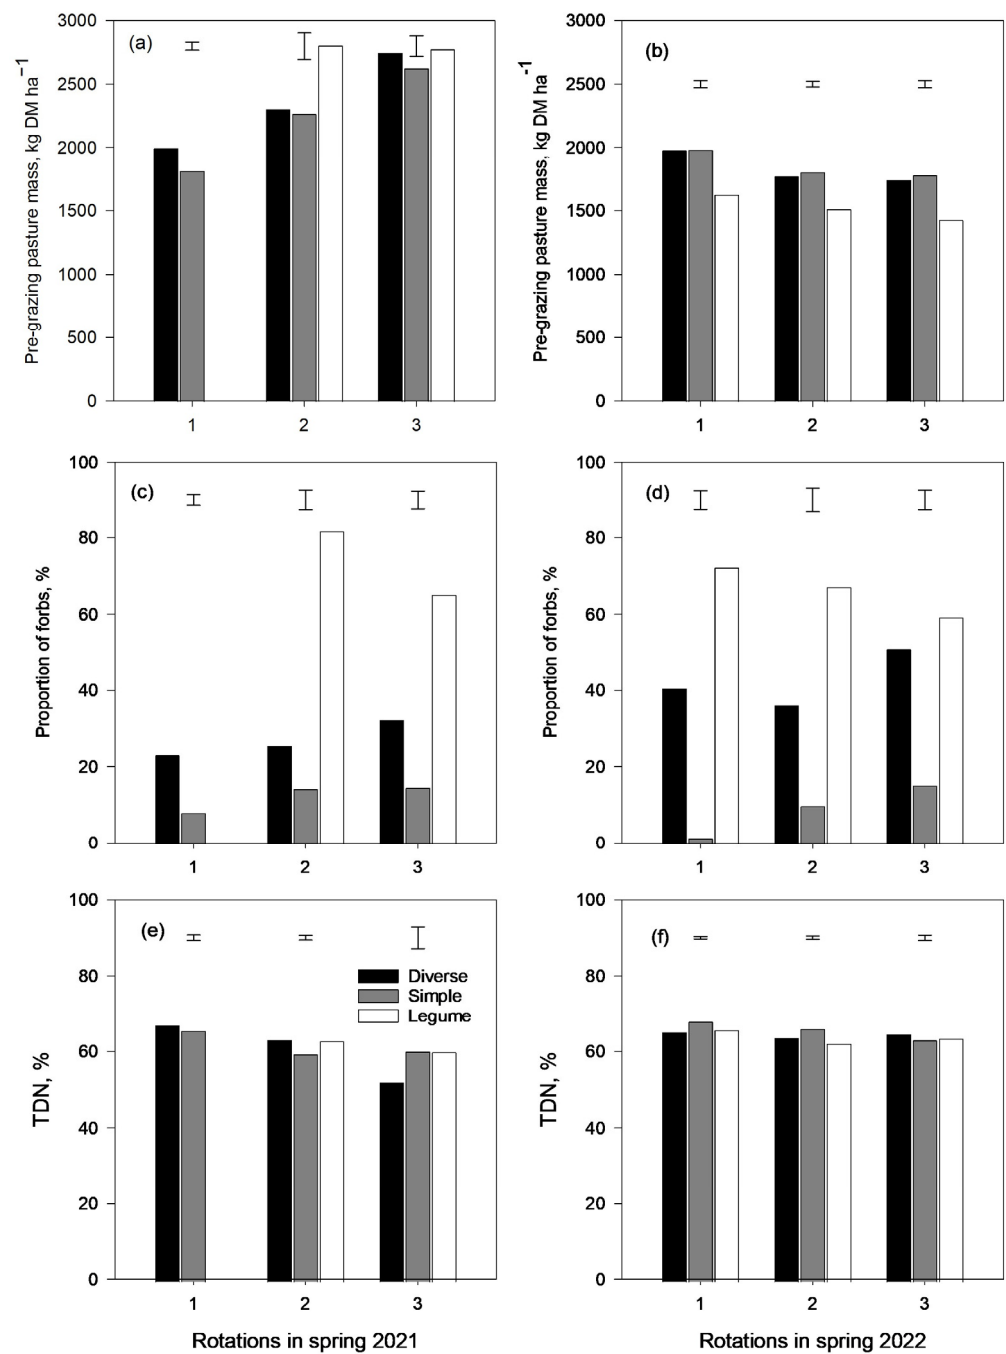 Pre-grazing pasture mass, kg DM ha⁻¹
3000
2500
2000
1500
1000
500
0
(a)
1 2 3
Pre-grazing pasture mass, kg DM ha⁻¹
3000
2500
2000
1500
1000
500
0
(b)
1 2 3
Proportion of forbs, %
100
80
60
40
20
0
(c)
1 2 3
Proportion of forbs, %
100
80
60
40
20
0
(d)
1 2 3
TDN, %
100
80
60
40
20
0
(e)
Diverse
Simple
Legume
1 2 3
Rotations in spring 2021
TDN, %
100
80
60
40
20
0
(f)
1 2 3
Rotations in spring 2022